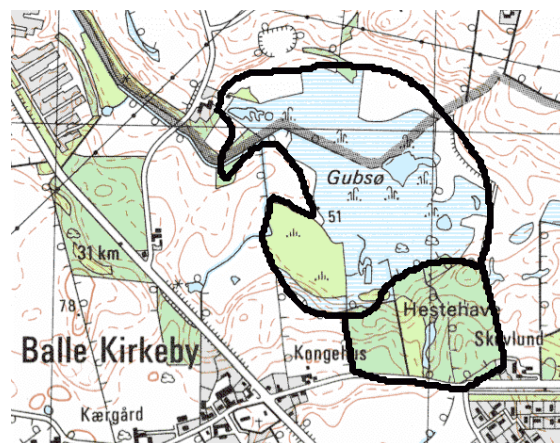 Gubsø
51
31 km
78.
Hestehave
Skovlund
Balle Kirkeby
Kongehus
Kærgård